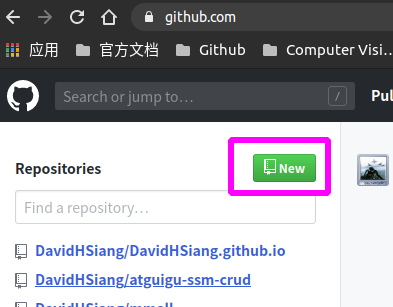 github.com
应用 官方文档 Github Computer Visi…
Search or jump to… / Pul
Repositories New
Find a repository…
DavidHSiang/DavidHSiang.github.io
DavidHSiang/atguigu-ssm-crud